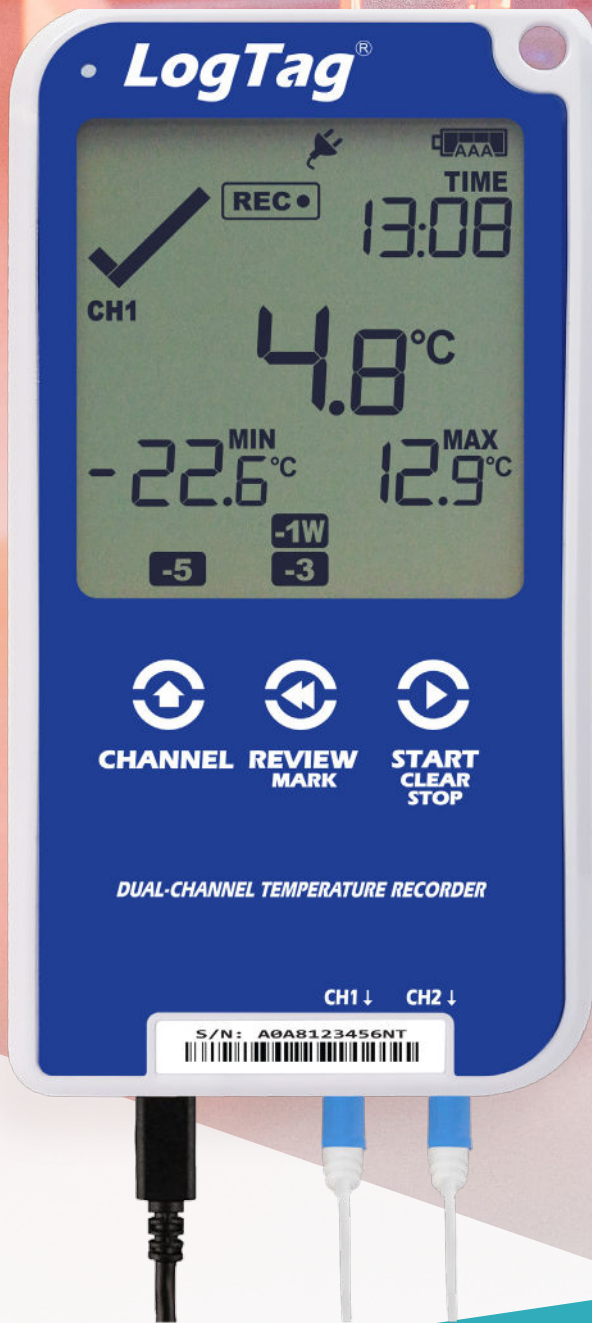 LogTag®
AAA
TIME
REC
13:08
CH1
4.8°C
MIN
-22.6°C
MAX
12.9°C
-1W
-5
-3
CHANNEL
REVIEW
MARK
START
CLEAR
STOP
DUAL-CHANNEL TEMPERATURE RECORDER
CH1↓ CH2↓
S/N: A0A8123456NT